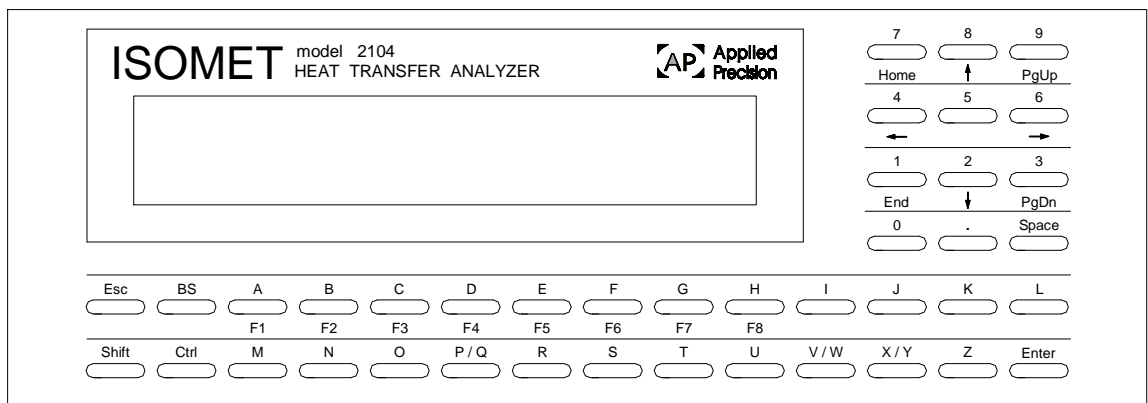 ISOMET model 2104
HEAT TRANSFER ANALYZER
AP Applied
Precision
7 8 9
Home ↑ PgUp
4 5 6
← →
1 2 3
End ↓ PgDn
0 . Space
Esc BS A B C D E F G H I J K L
F1 F2 F3 F4 F5 F6 F7 F8
Shift Ctrl M N O P / Q R S T U V / W X / Y Z Enter